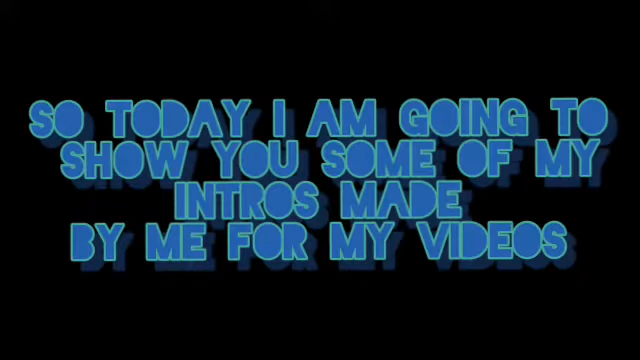 SO TODAY I AM GOING TO
SHOW YOU SOME OF MY
INTROS MADE
BY ME FOR MY VIDEOS